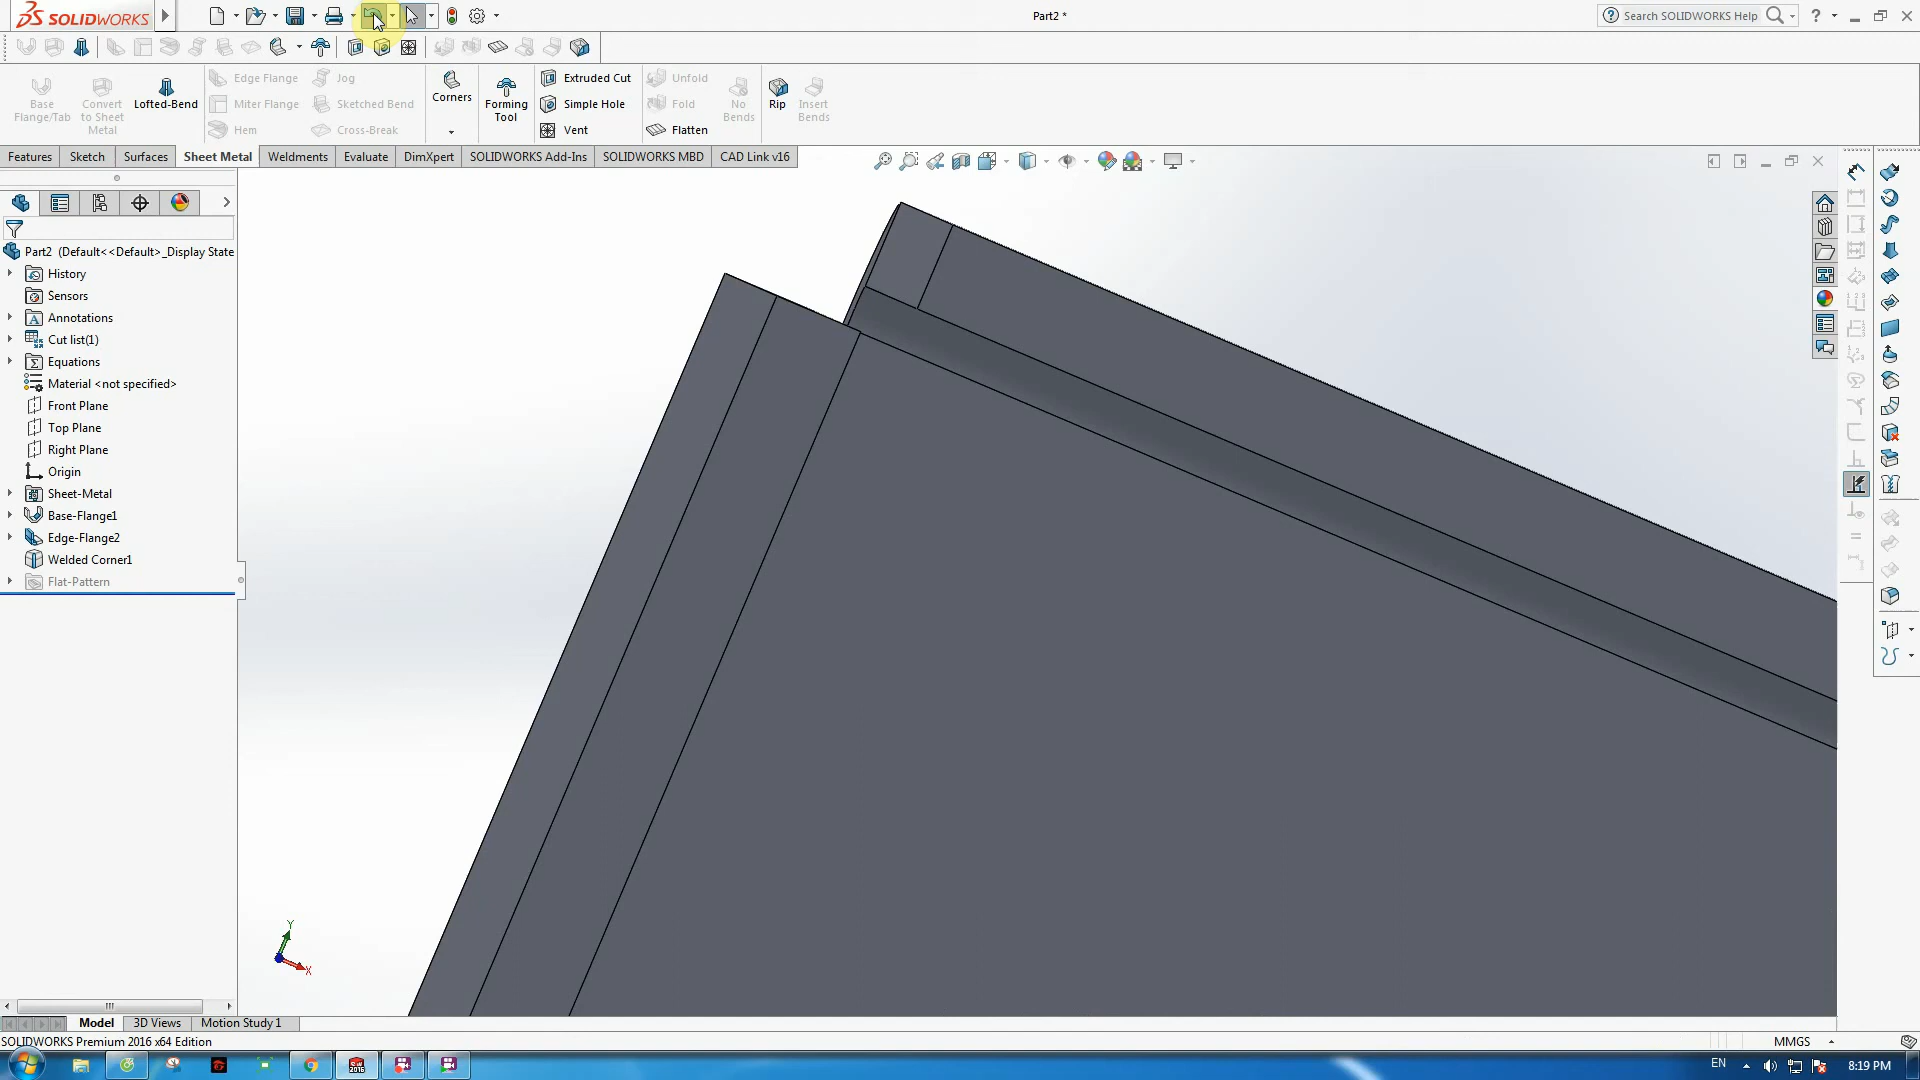 SOLIDWORKS
Part2 *
Search SOLIDWORKS Help
Base Flange/Tab
Convert to Sheet Metal
Lofted-Bend
Edge Flange
Miter Flange
Hem
Jog
Sketched Bend
Cross-Break
Corners
Forming Tool
Extruded Cut
Simple Hole
Vent
Unfold
Fold
Flatten
No Bends
Rip
Insert Bends
Features
Sketch
Surfaces
Sheet Metal
Weldments
Evaluate
DimXpert
SOLIDWORKS Add-Ins
SOLIDWORKS MBD
CAD Link v16
Part2 (Default<<Default>_Display State
History
Sensors
Annotations
Cut list(1)
Equations
Material <not specified>
Front Plane
Top Plane
Right Plane
Origin
Sheet-Metal
Base-Flange1
Edge-Flange2
Welded Corner1
Flat-Pattern
Y
X
Model
3D Views
Motion Study 1
SOLIDWORKS Premium 2016 x64 Edition
MMGS
EN
8:19 PM